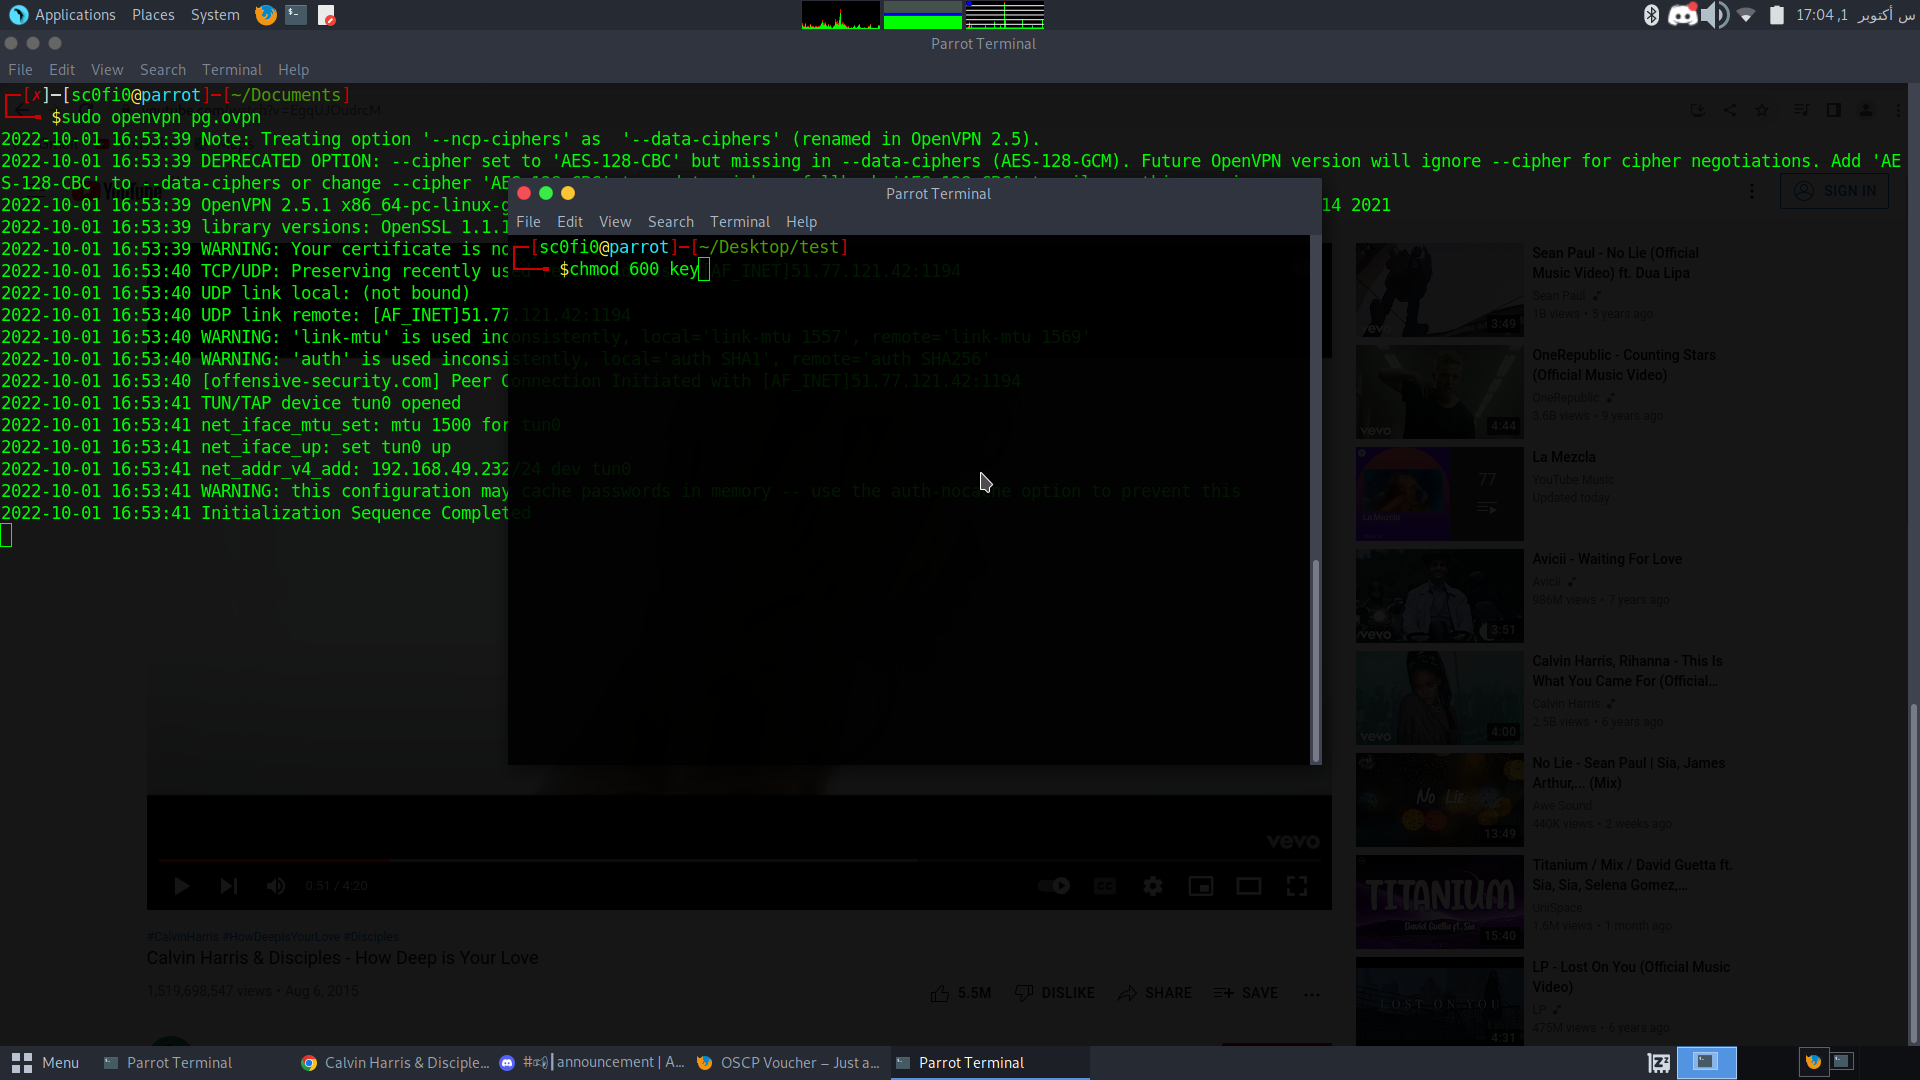 Applications Places System
س أكتوبر 1, 17:04
Parrot Terminal
File Edit View Search Terminal Help
[✗]─[sc0fi0@parrot]─[~/Documents]
$sudo openvpn pg.ovpn
2022-10-01 16:53:39 Note: Treating option '--ncp-ciphers' as  '--data-ciphers' (renamed in OpenVPN 2.5).
2022-10-01 16:53:39 DEPRECATED OPTION: --cipher set to 'AES-128-CBC' but missing in --data-ciphers (AES-128-GCM). Future OpenVPN version will ignore --cipher for cipher negotiations. Add 'AE
S-128-CBC' to --data-ciphers or change --cipher 'AE
2022-10-01 16:53:39 OpenVPN 2.5.1 x86_64-pc-linux-g 14 2021
2022-10-01 16:53:39 library versions: OpenSSL 1.1.1
2022-10-01 16:53:39 WARNING: Your certificate is no
2022-10-01 16:53:40 TCP/UDP: Preserving recently us [AF_INET]51.77.121.42:1194
2022-10-01 16:53:40 UDP link local: (not bound)
2022-10-01 16:53:40 UDP link remote: [AF_INET]51.77.121.42:1194
2022-10-01 16:53:40 WARNING: 'link-mtu' is used inconsistently, local='link-mtu 1557', remote='link-mtu 1569'
2022-10-01 16:53:40 WARNING: 'auth' is used inconsistently, local='auth SHA1', remote='auth SHA256'
2022-10-01 16:53:40 [offensive-security.com] Peer Connection Initiated with [AF_INET]51.77.121.42:1194
2022-10-01 16:53:41 TUN/TAP device tun0 opened
2022-10-01 16:53:41 net_iface_mtu_set: mtu 1500 for tun0
2022-10-01 16:53:41 net_iface_up: set tun0 up
2022-10-01 16:53:41 net_addr_v4_add: 192.168.49.232/24 dev tun0
2022-10-01 16:53:41 WARNING: this configuration may cache passwords in memory -- use the auth-nocache option to prevent this
2022-10-01 16:53:41 Initialization Sequence Completed
Parrot Terminal
File Edit View Search Terminal Help
[sc0fi0@parrot]─[~/Desktop/test]
$chmod 600 key
SIGN IN
Sean Paul - No Lie (Official
Music Video) ft. Dua Lipa
Sean Paul
1B views • 5 years ago
vevo 3:49
OneRepublic - Counting Stars
(Official Music Video)
OneRepublic
3.6B views • 9 years ago
vevo 4:44
La Mezcla
YouTube Music
Updated today
77
La Mezcla
Avicii - Waiting For Love
Avicii
986M views • 7 years ago
vevo 3:51
Calvin Harris, Rihanna - This Is
What You Came For (Official...
Calvin Harris
2.5B views • 6 years ago
vevo 4:00
No Lie - Sean Paul | Sia, James
Arthur,... (Mix)
Awe Sound
440K views • 2 weeks ago
NO LIE
13:49
Titanium / Mix / David Guetta ft.
Sia, Sia, Selena Gomez,...
UniSpace
1.6M views • 1 month ago
TITANIUM
David Guetta ft. Sia
15:40
LP - Lost On You (Official Music
Video)
LP
475M views • 6 years ago
LOST ON YOU
4:31
vevo
0:51 / 4:20
#CalvinHarris #HowDeepIsYourLove #Disciples
Calvin Harris & Disciples - How Deep is Your Love
1,519,698,547 views • Aug 6, 2015
5.5M DISLIKE SHARE SAVE
Menu Parrot Terminal Calvin Harris & Disciple... announcement | A... OSCP Voucher – Just a... Parrot Terminal